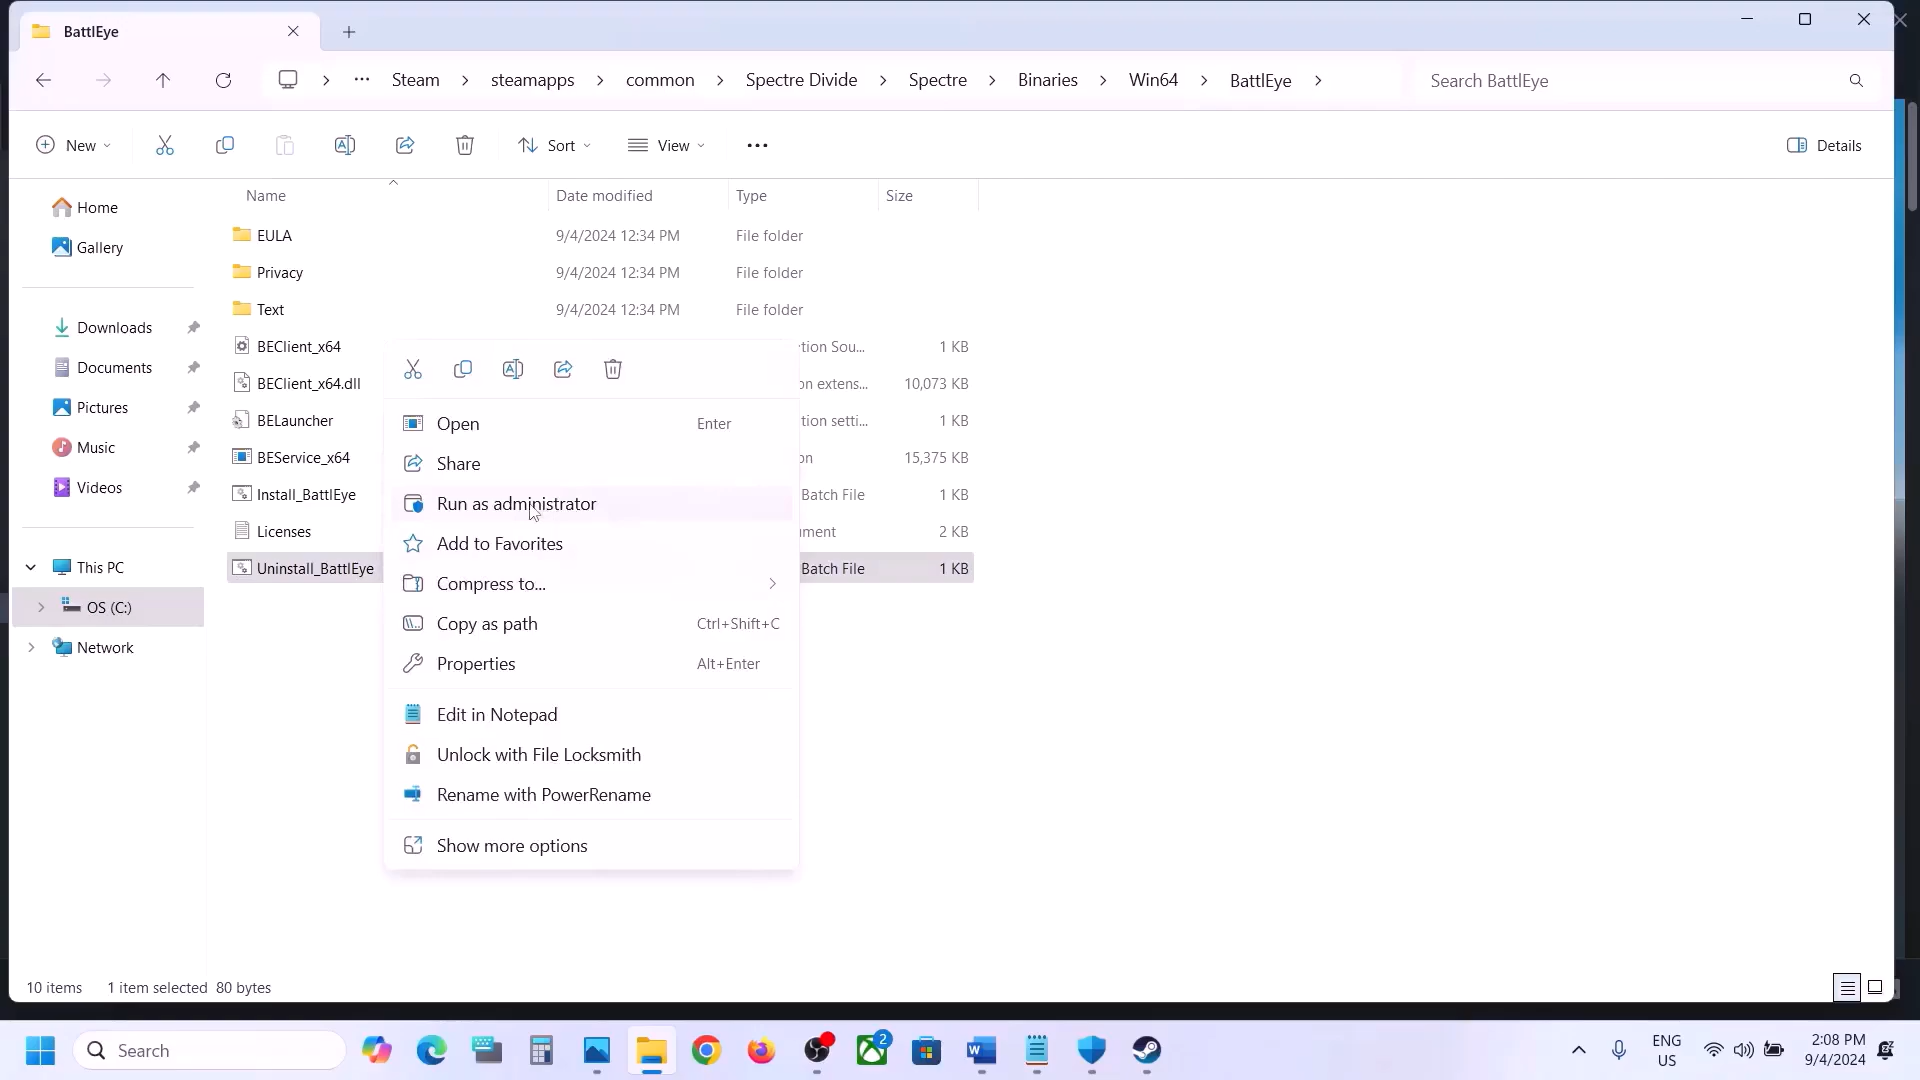 BattlEye
Steam
steamapps
common
Spectre Divide
Spectre
Binaries
Win64
BattlEye
Search BattlEye
New
Sort
View
Details
Name
Date modified
Type
Size
Home
Gallery
Downloads
Documents
Pictures
Music
Videos
This PC
OS (C:)
Network
EULA 9/4/2024 12:34 PM File folder
Privacy 9/4/2024 12:34 PM File folder
Text 9/4/2024 12:34 PM File folder
BEClient_x64 tion Sou... 1 KB
BEClient_x64.dll on extens... 10,073 KB
BELauncher tion setti... 1 KB
BEService_x64 on 15,375 KB
Install_BattlEye Batch File 1 KB
Licenses ment 2 KB
Uninstall_BattlEye Batch File 1 KB
Open Enter
Share
Run as administrator
Add to Favorites
Compress to...
Copy as path Ctrl+Shift+C
Properties Alt+Enter
Edit in Notepad
Unlock with File Locksmith
Rename with PowerRename
Show more options
10 items 1 item selected 80 bytes
Search
2
ENG
US
2:08 PM
9/4/2024